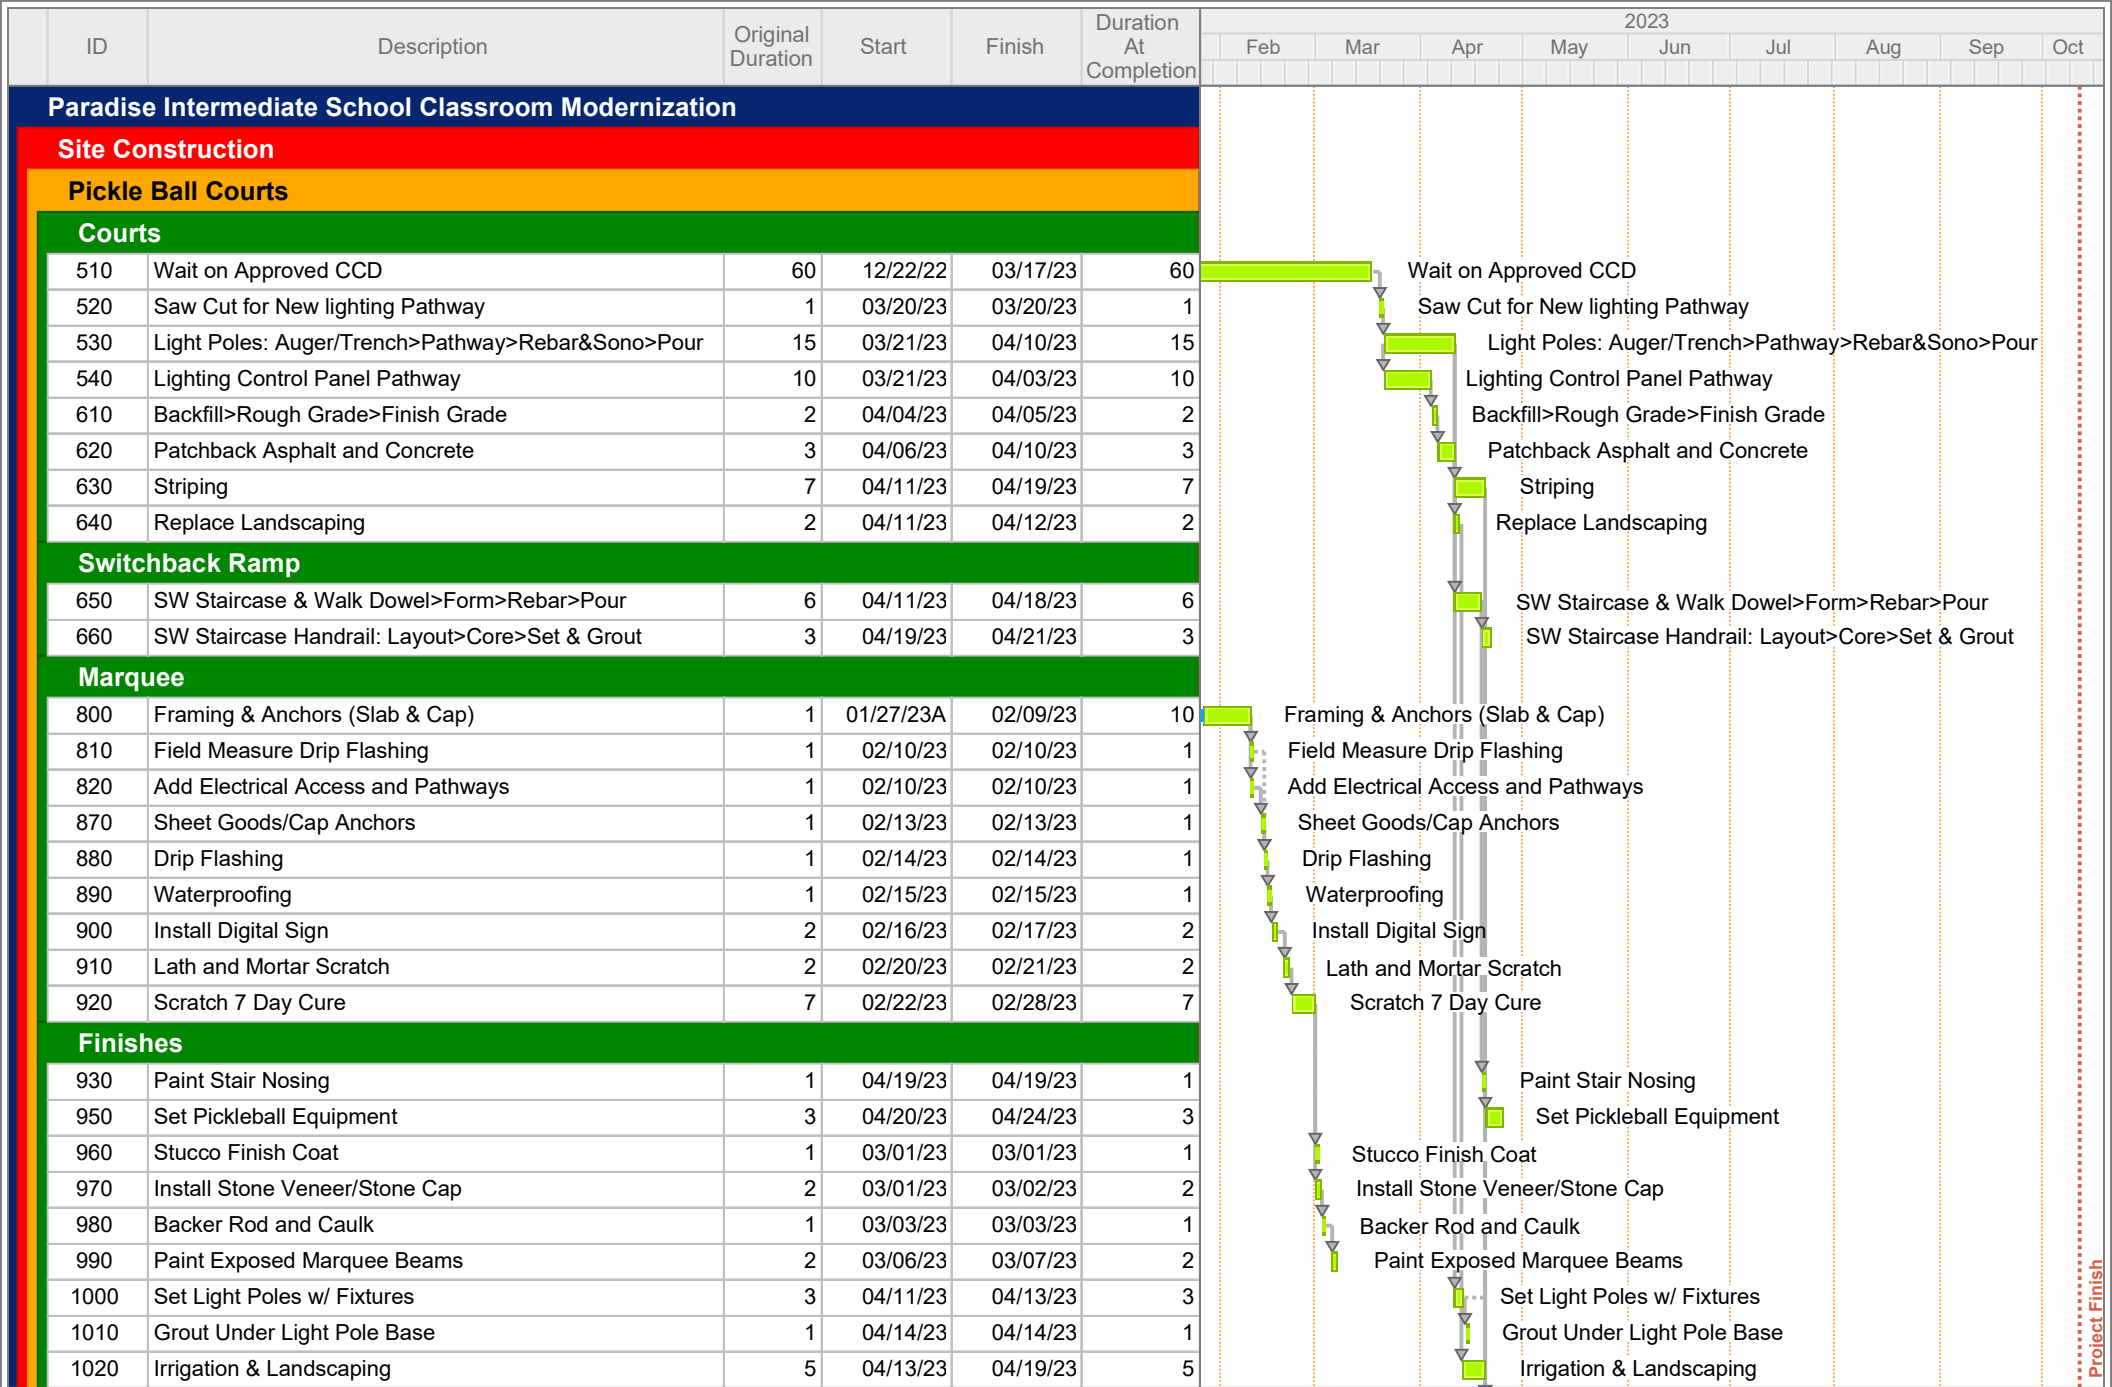 ID Description Original Duration Start Finish Duration At Completion
2023
Feb Mar Apr May Jun Jul Aug Sep Oct
Paradise Intermediate School Classroom Modernization
Site Construction
Pickle Ball Courts
Courts
510 Wait on Approved CCD 60 12/22/22 03/17/23 60 Wait on Approved CCD
520 Saw Cut for New lighting Pathway 1 03/20/23 03/20/23 1 Saw Cut for New lighting Pathway
530 Light Poles: Auger/Trench>Pathway>Rebar&Sono>Pour 15 03/21/23 04/10/23 15 Light Poles: Auger/Trench>Pathway>Rebar&Sono>Pour
540 Lighting Control Panel Pathway 10 03/21/23 04/03/23 10 Lighting Control Panel Pathway
610 Backfill>Rough Grade>Finish Grade 2 04/04/23 04/05/23 2 Backfill>Rough Grade>Finish Grade
620 Patchback Asphalt and Concrete 3 04/06/23 04/10/23 3 Patchback Asphalt and Concrete
630 Striping 7 04/11/23 04/19/23 7 Striping
640 Replace Landscaping 2 04/11/23 04/12/23 2 Replace Landscaping
Switchback Ramp
650 SW Staircase & Walk Dowel>Form>Rebar>Pour 6 04/11/23 04/18/23 6 SW Staircase & Walk Dowel>Form>Rebar>Pour
660 SW Staircase Handrail: Layout>Core>Set & Grout 3 04/19/23 04/21/23 3 SW Staircase Handrail: Layout>Core>Set & Grout
Marquee
800 Framing & Anchors (Slab & Cap) 1 01/27/23A 02/09/23 10 Framing & Anchors (Slab & Cap)
810 Field Measure Drip Flashing 1 02/10/23 02/10/23 1 Field Measure Drip Flashing
820 Add Electrical Access and Pathways 1 02/10/23 02/10/23 1 Add Electrical Access and Pathways
870 Sheet Goods/Cap Anchors 1 02/13/23 02/13/23 1 Sheet Goods/Cap Anchors
880 Drip Flashing 1 02/14/23 02/14/23 1 Drip Flashing
890 Waterproofing 1 02/15/23 02/15/23 1 Waterproofing
900 Install Digital Sign 2 02/16/23 02/17/23 2 Install Digital Sign
910 Lath and Mortar Scratch 2 02/20/23 02/21/23 2 Lath and Mortar Scratch
920 Scratch 7 Day Cure 7 02/22/23 02/28/23 7 Scratch 7 Day Cure
Finishes
930 Paint Stair Nosing 1 04/19/23 04/19/23 1 Paint Stair Nosing
950 Set Pickleball Equipment 3 04/20/23 04/24/23 3 Set Pickleball Equipment
960 Stucco Finish Coat 1 03/01/23 03/01/23 1 Stucco Finish Coat
970 Install Stone Veneer/Stone Cap 2 03/01/23 03/02/23 2 Install Stone Veneer/Stone Cap
980 Backer Rod and Caulk 1 03/03/23 03/03/23 1 Backer Rod and Caulk
990 Paint Exposed Marquee Beams 2 03/06/23 03/07/23 2 Paint Exposed Marquee Beams
1000 Set Light Poles w/ Fixtures 3 04/11/23 04/13/23 3 Set Light Poles w/ Fixtures
1010 Grout Under Light Pole Base 1 04/14/23 04/14/23 1 Grout Under Light Pole Base
1020 Irrigation & Landscaping 5 04/13/23 04/19/23 5 Irrigation & Landscaping
Project Finish